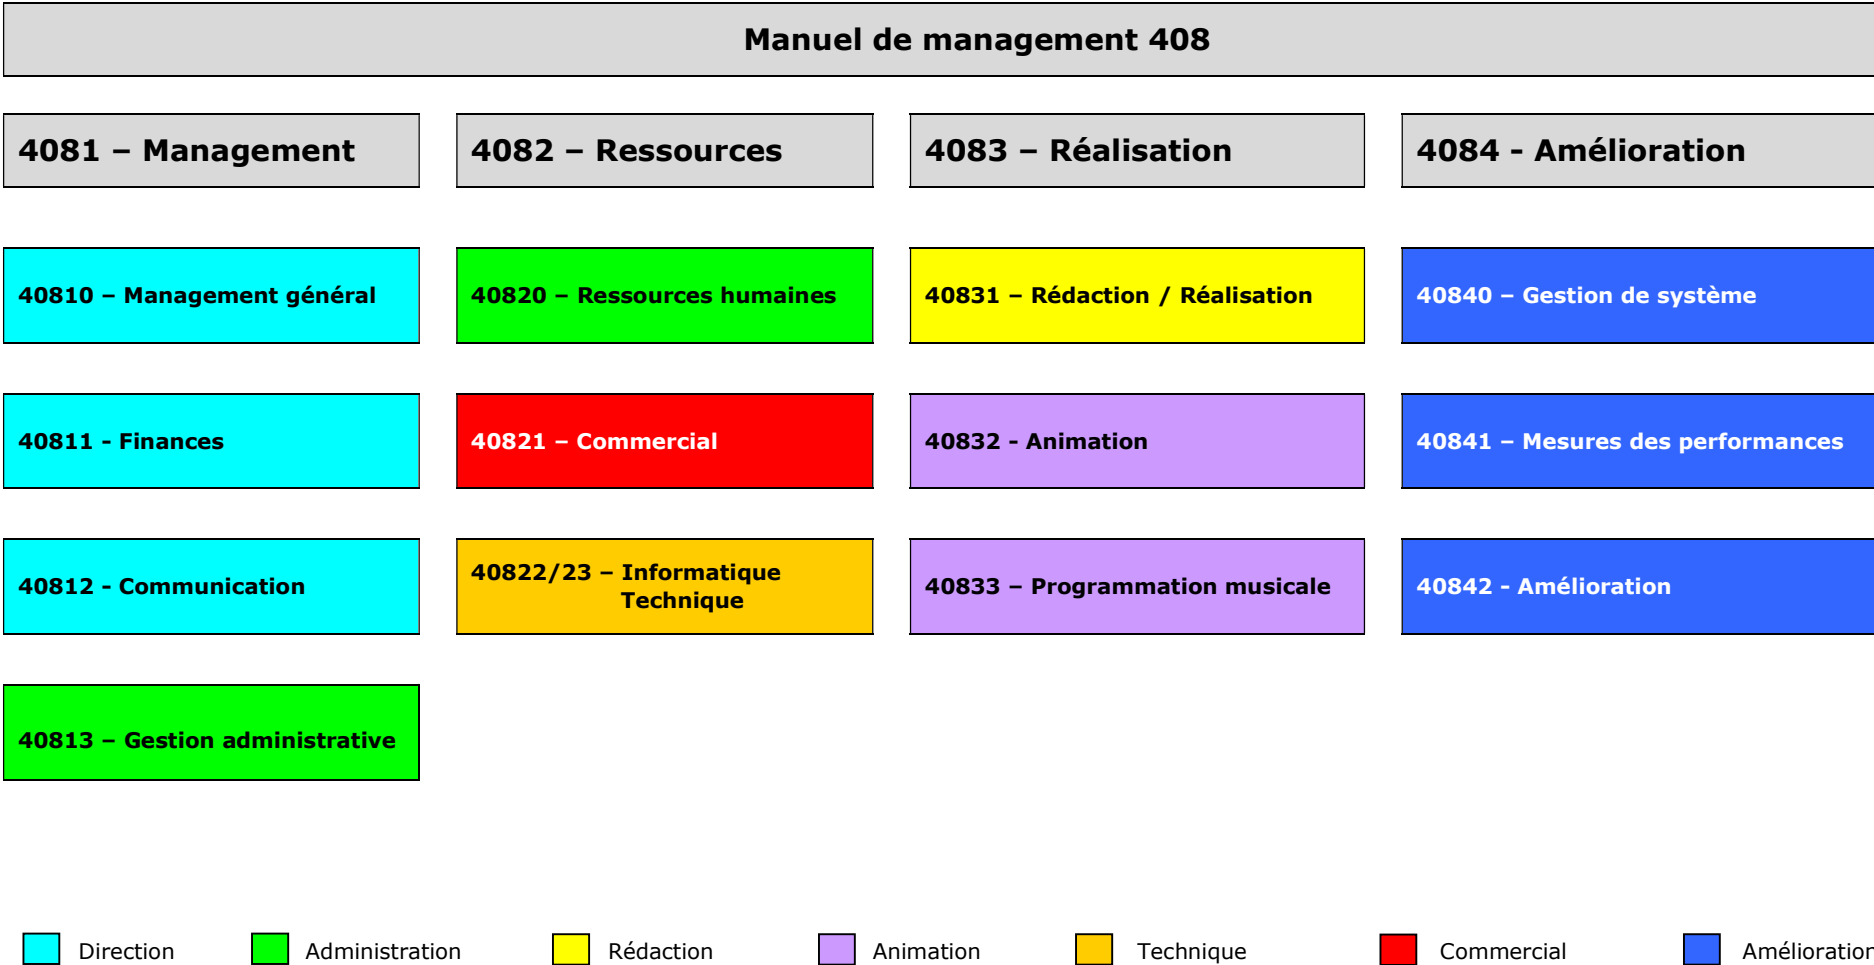 Manuel de management 408
4081 – Management
4082 – Ressources
4083 – Réalisation
4084 - Amélioration
40810 – Management général
40820 – Ressources humaines
40831 – Rédaction / Réalisation
40840 – Gestion de système
40811 - Finances
40821 – Commercial
40832 - Animation
40841 – Mesures des performances
40812 - Communication
40822/23 – Informatique
Technique
40833 – Programmation musicale
40842 - Amélioration
40813 – Gestion administrative
Direction
Administration
Rédaction
Animation
Technique
Commercial
Amélioration